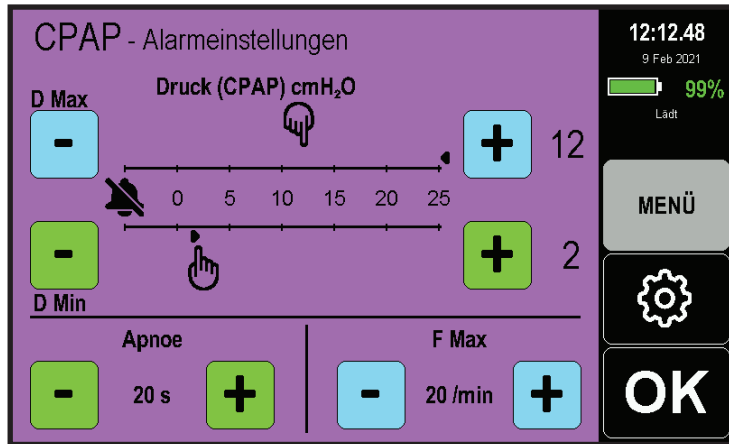 CPAP - Alarmeinstellungen
Druck (CPAP) cmH₂O
D Max
- + 12
0 5 10 15 20 25
- + 2
D Min
Apnoe
- 20 s +
F Max
- 20 /min +
12:12.48
9 Feb 2021
99%
Lädt
MENÜ
OK